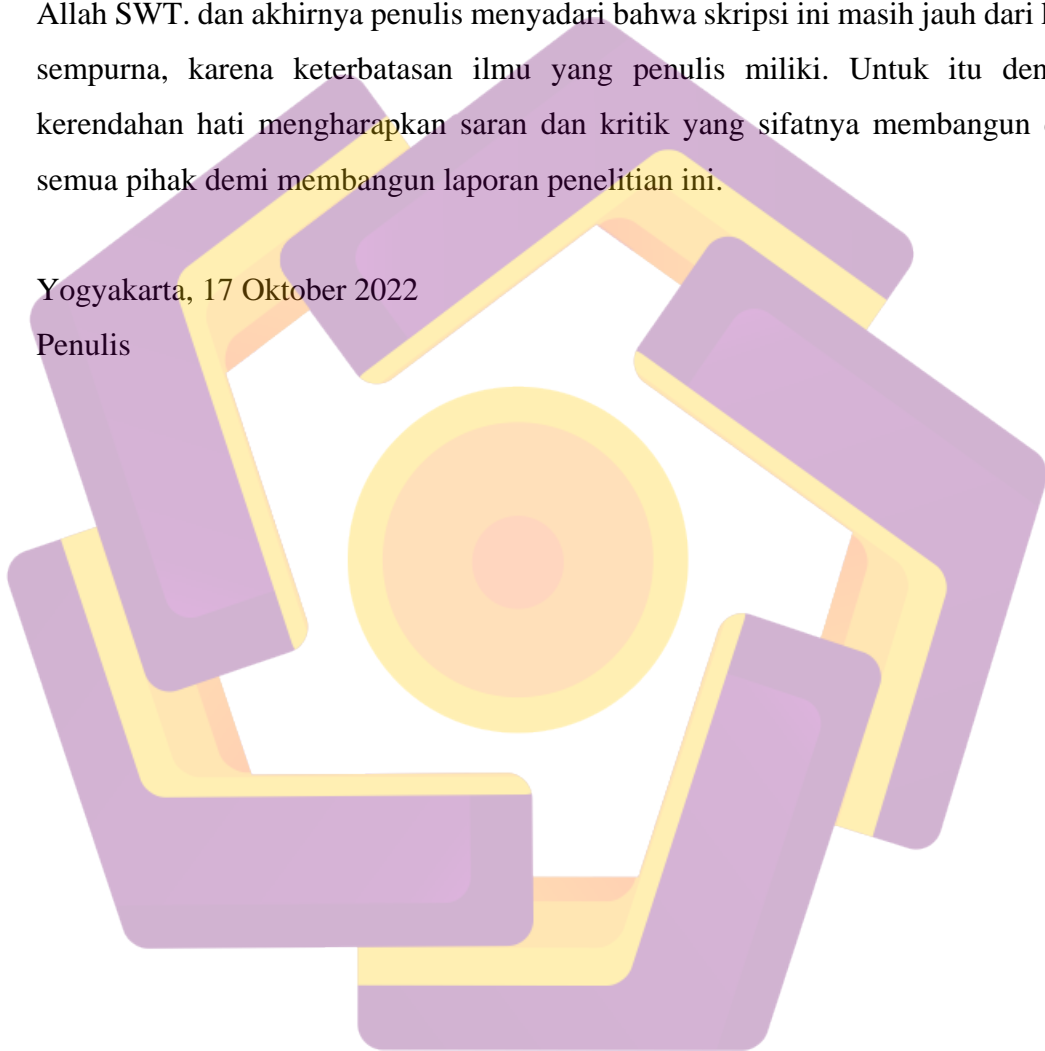 Allah SWT. dan akhirnya penulis menyadari bahwa skripsi ini masih jauh dari
sempurna, karena keterbatasan ilmu yang penulis miliki. Untuk itu
kerendahan hati mengharapkan saran dan kritik yang sifatnya membangun
semua pihak demi membangun laporan penelitian ini.
Yogyakarta, 17 Oktober 2022
Penulis